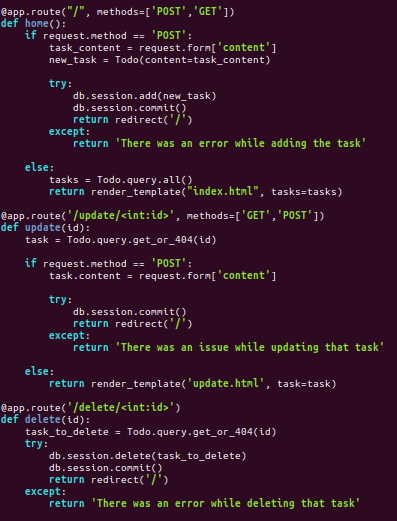 @app.route("/", methods=['POST','GET'])
def home():
    if request.method == 'POST':
        task_content = request.form['content']
        new_task = Todo(content=task_content)

        try:
            db.session.add(new_task)
            db.session.commit()
            return redirect('/')
        except:
            return 'There was an error while adding the task'

    else:
        tasks = Todo.query.all()
        return render_template("index.html", tasks=tasks)

@app.route('/update/<int:id>', methods=['GET','POST'])
def update(id):
    task = Todo.query.get_or_404(id)

    if request.method == 'POST':
        task.content = request.form['content']

        try:
            db.session.commit()
            return redirect('/')
        except:
            return 'There was an issue while updating that task'

    else:
        return render_template('update.html', task=task)

@app.route('/delete/<int:id>')
def delete(id):
    task_to_delete = Todo.query.get_or_404(id)
    try:
        db.session.delete(task_to_delete)
        db.session.commit()
        return redirect('/')
    except:
        return 'There was an error while deleting that task'